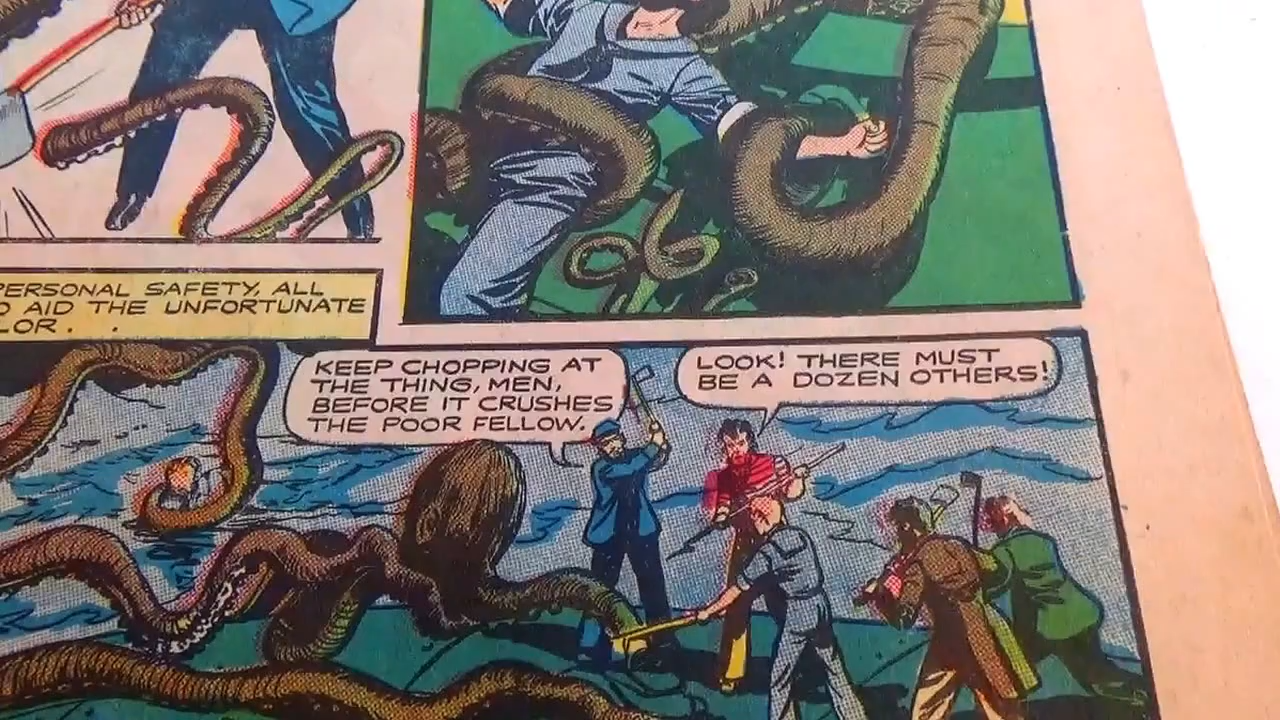 PERSONAL SAFETY, ALL
AID THE UNFORTUNATE
. .
KEEP CHOPPING AT
THE THING, MEN,
BEFORE IT CRUSHES
THE POOR FELLOW.
LOOK! THERE MUST
BE A DOZEN OTHERS!